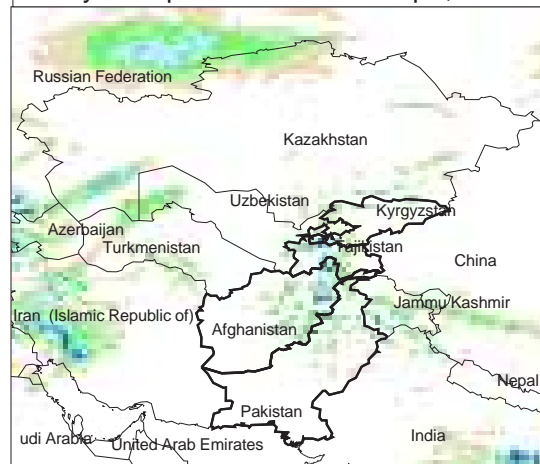 Russian Federation
Kazakhstan
Uzbekistan
Kyrgyzstan
Azerbaijan
Turkmenistan
Tajikistan
China
Jammu Kashmir
Iran (Islamic Republic of)
Afghanistan
Nepal
Pakistan
udi Arabia
United Arab Emirates
India